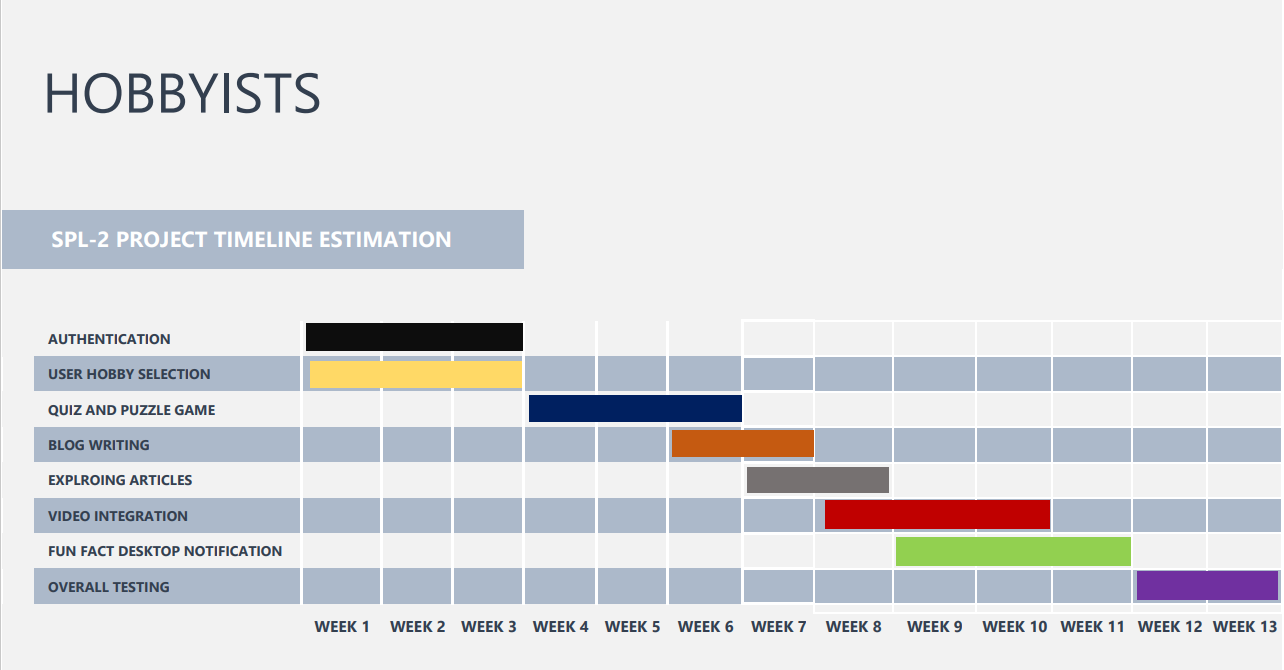 HOBBYISTS
SPL-2 PROJECT TIMELINE ESTIMATION
AUTHENTICATION
USER HOBBY SELECTION
QUIZ AND PUZZLE GAME
BLOG WRITING
EXPLROING ARTICLES
VIDEO INTEGRATION
FUN FACT DESKTOP NOTIFICATION
OVERALL TESTING
WEEK 1 WEEK 2 WEEK 3 WEEK 4 WEEK 5 WEEK 6 WEEK 7 WEEK 8 WEEK 9 WEEK 10 WEEK 11 WEEK 12 WEEK 13